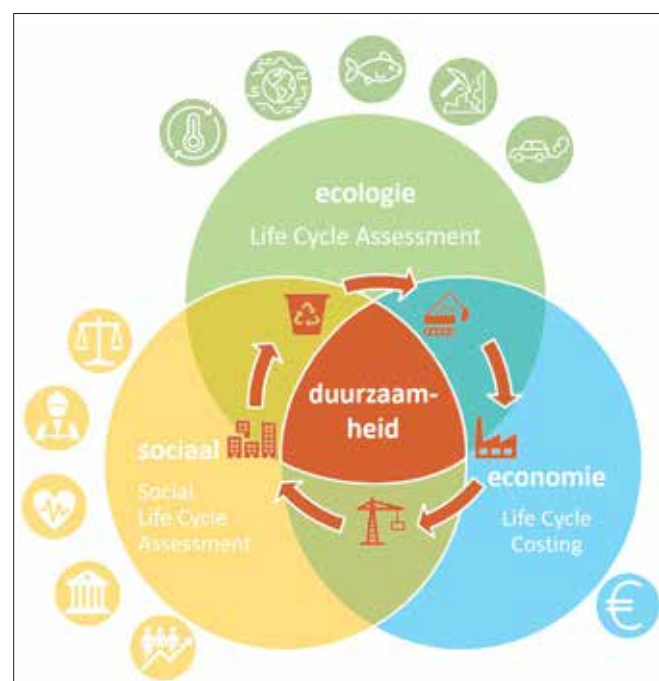 ecologie
Life Cycle Assessment
duurzaam-
heid
sociaal
Social
Life Cycle
Assessment
economie
Life Cycle
Costing
€